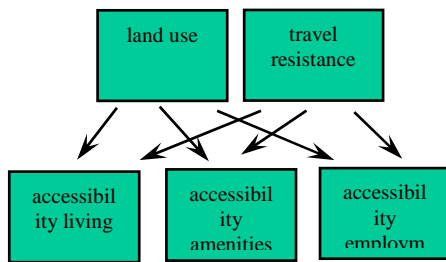 land use
travel
resistance
accessibil
ity living
accessibil
ity
amenities
accessibil
ity
employm